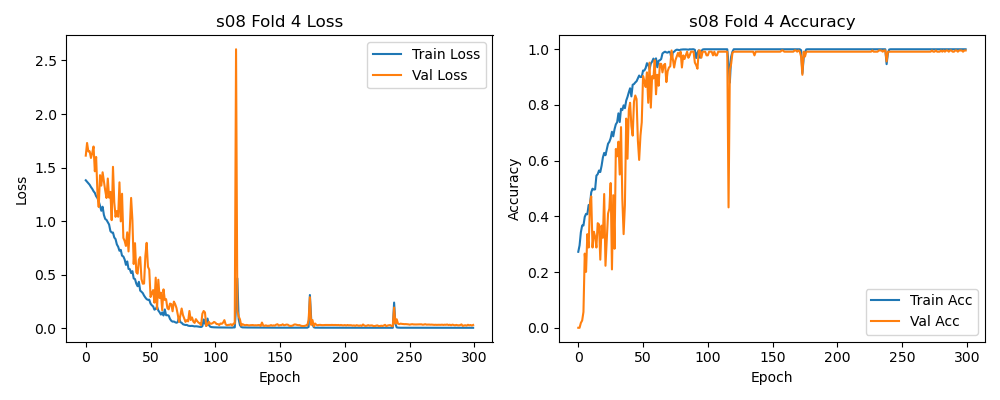 s08 Fold 4 Loss
Train Loss
Val Loss
2.5
2.0
1.5
1.0
0.5
0.0
Loss
0
50
100
150
200
250
300
Epoch
s08 Fold 4 Accuracy
1.0
0.8
0.6
0.4
0.2
0.0
Accuracy
Train Acc
Val Acc
0
50
100
150
200
250
300
Epoch